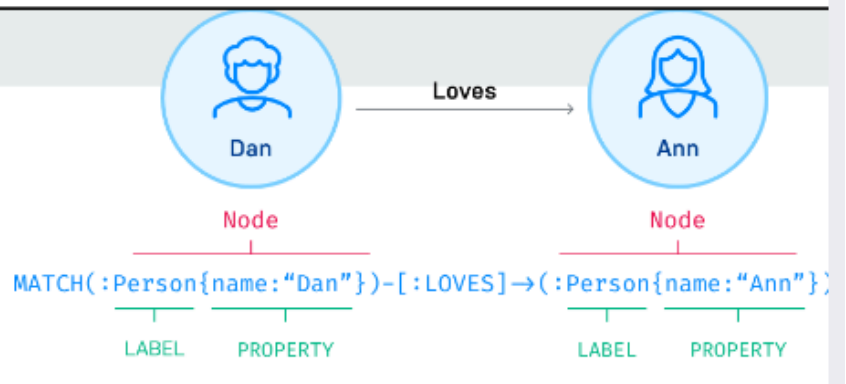 Loves
Dan Ann
Node Node
MATCH(:Person{name:“Dan”})-[:LOVES]→(:Person{name:“Ann”})
LABEL PROPERTY LABEL PROPERTY